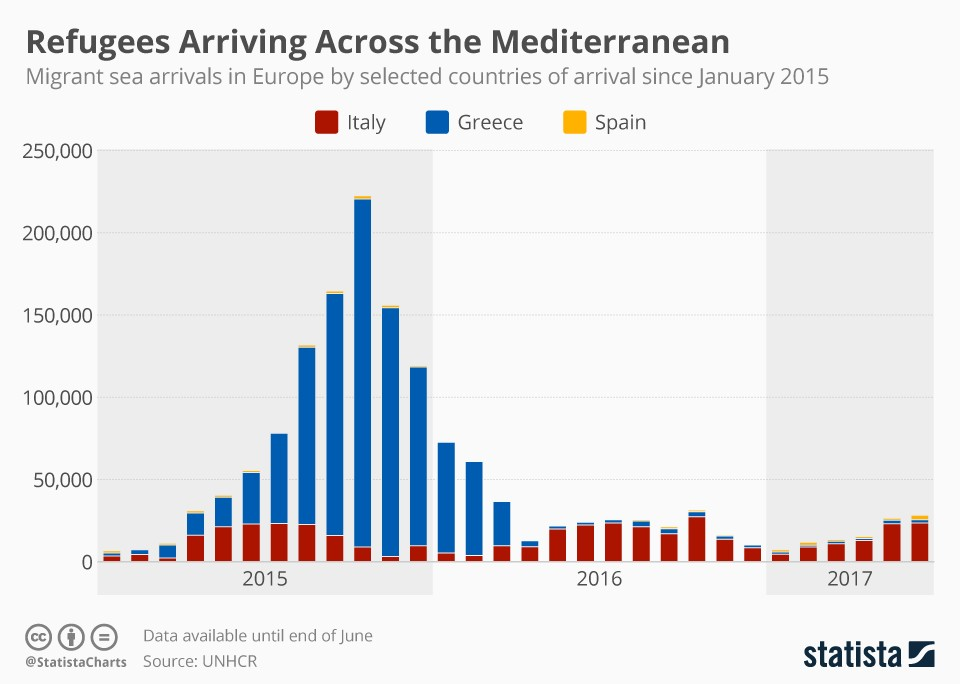 Refugees Arriving Across the Mediterranean
Migrant sea arrivals in Europe by selected countries of arrival since January 2015
Italy Greece Spain
250,000
200,000
150,000
100,000
50,000
0
2015 2016 2017
cc
@StatistaCharts
Data available until end of June
Source: UNHCR
statista